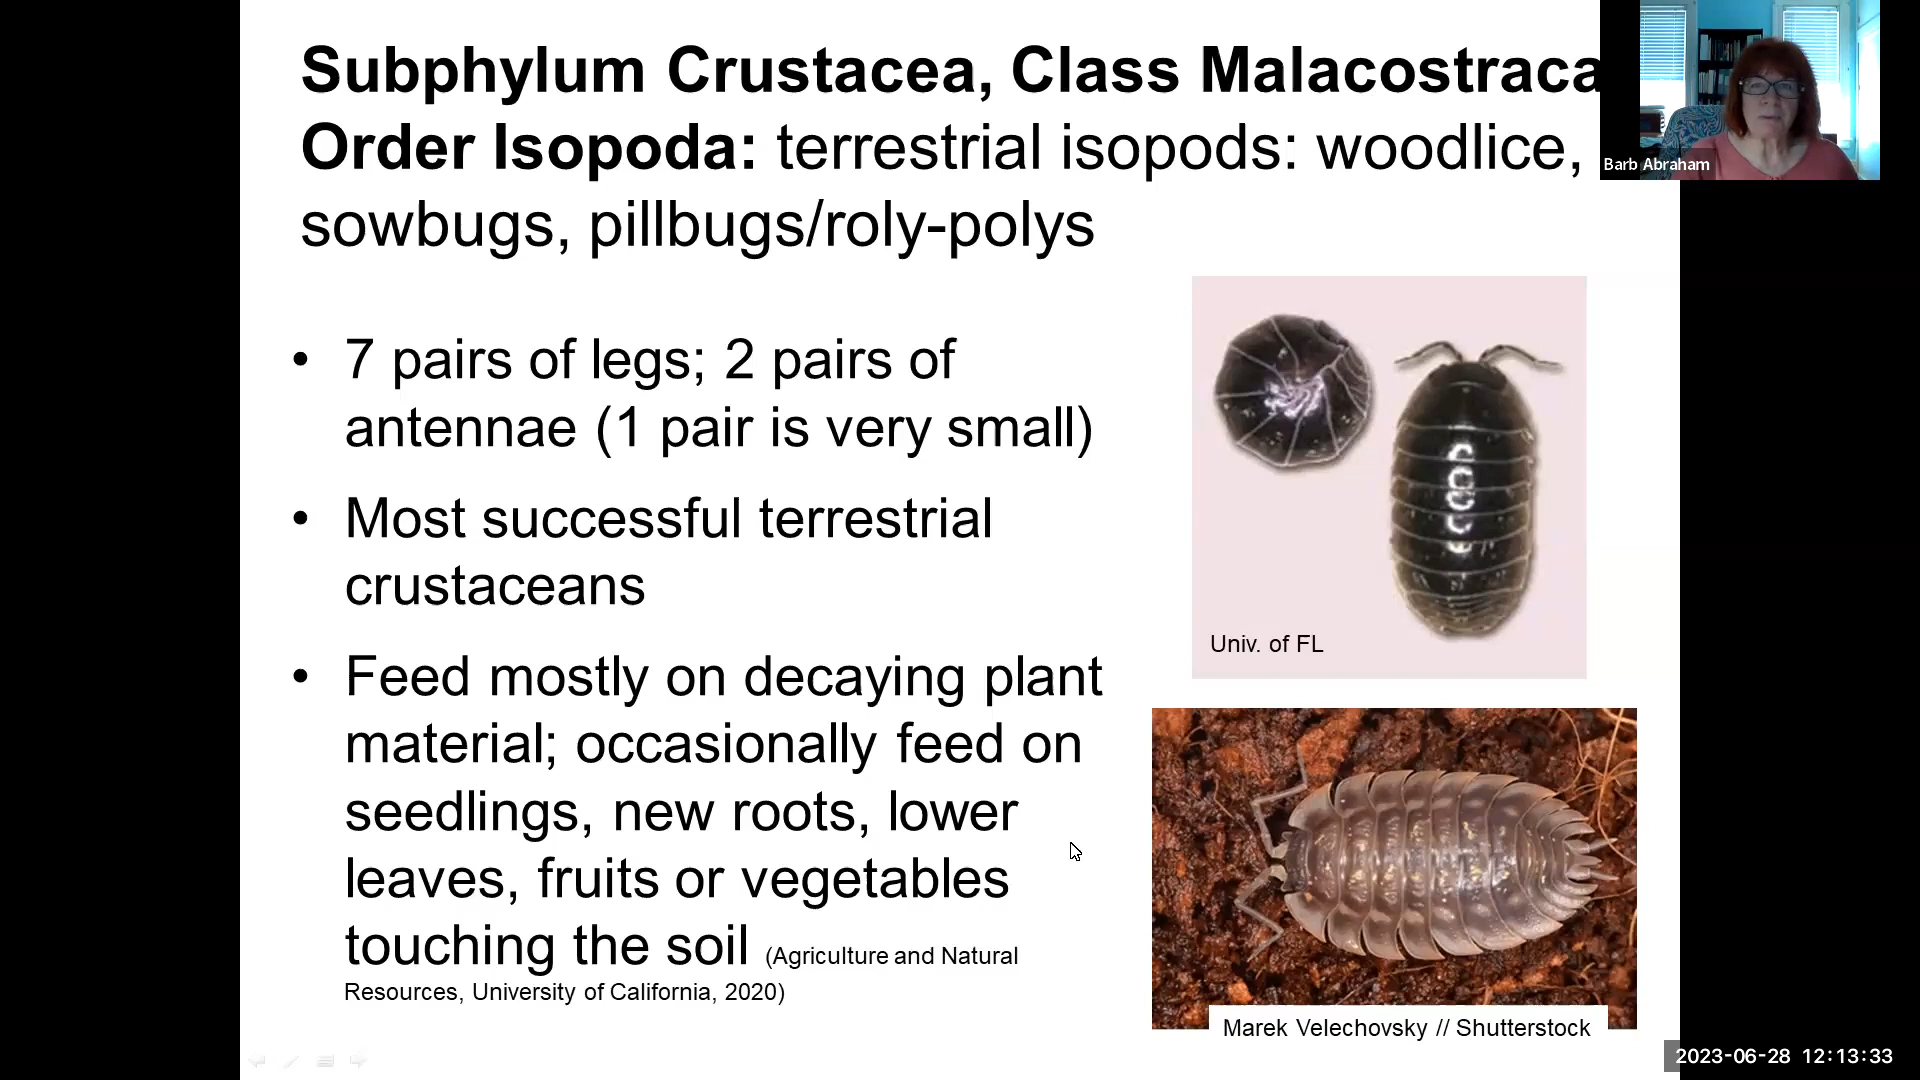 Subphylum Crustacea, Class Malacostraca
Order Isopoda: terrestrial isopods: woodlice,
sowbugs, pillbugs/roly-polys
Barb Abraham
• 7 pairs of legs; 2 pairs of
antennae (1 pair is very small)
• Most successful terrestrial
crustaceans
• Feed mostly on decaying plant
material; occasionally feed on
seedlings, new roots, lower
leaves, fruits or vegetables
touching the soil (Agriculture and Natural
Resources, University of California, 2020)
Univ. of FL
Marek Velechovsky // Shutterstock
2023-06-28 12:13:33